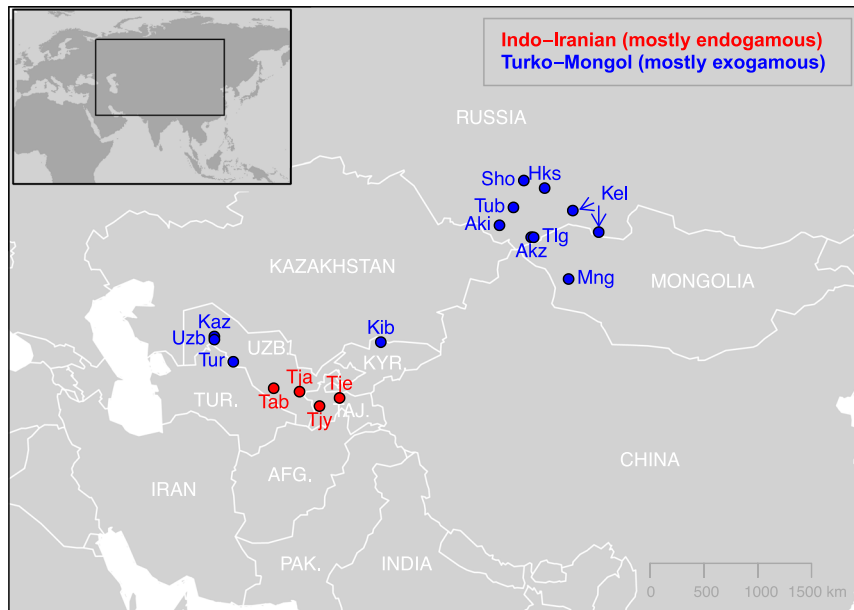 Indo–Iranian (mostly endogamous)
Turko–Mongol (mostly exogamous)
RUSSIA
Sho
Hks
Kel
Tub
Aki
Tlg
Akz
KAZAKHSTAN
Mng
MONGOLIA
Kaz
Uzb
Kib
UZB.
Tur
KYR.
Tja
Tje
TUR.
Tab
Tjy
TAJ.
CHINA
IRAN
AFG.
PAK.
INDIA
0 500 1000 1500 km